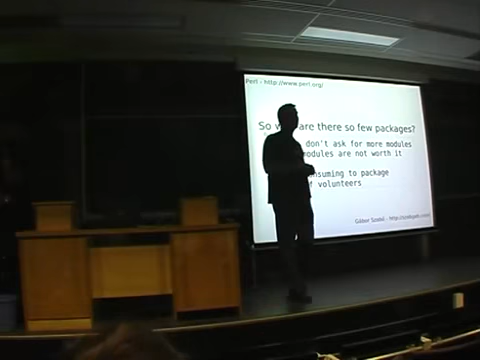 Perl - http://www.perl.org/
So w are there so few packages?
don't ask for more modules
modules are not worth it
nsuming to package
f volunteers
Gábor Szabó - http://szabgab.com/